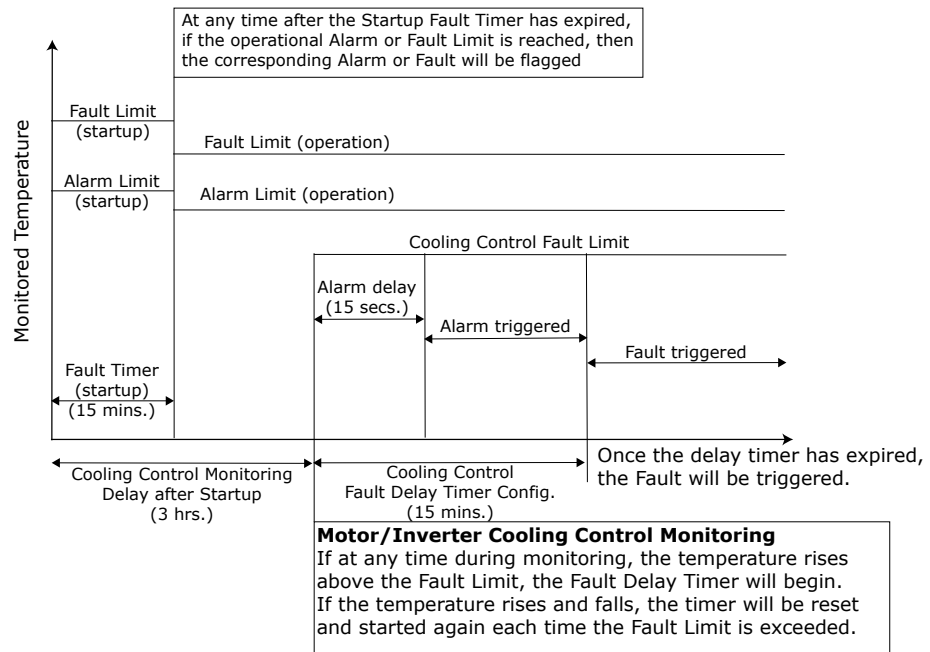 At any time after the Startup Fault Timer has expired,
if the operational Alarm or Fault Limit is reached, then
the corresponding Alarm or Fault will be flagged
Monitored Temperature
Fault Limit
(startup)
Fault Limit (operation)
Alarm Limit
(startup)
Alarm Limit (operation)
Cooling Control Fault Limit
Alarm delay
(15 secs.)
Alarm triggered
Fault triggered
Fault Timer
(startup)
(15 mins.)
Cooling Control Monitoring
Delay after Startup
(3 hrs.)
Cooling Control
Fault Delay Timer Config.
(15 mins.)
Once the delay timer has expired,
the Fault will be triggered.
Motor/Inverter Cooling Control Monitoring
If at any time during monitoring, the temperature rises
above the Fault Limit, the Fault Delay Timer will begin.
If the temperature rises and falls, the timer will be reset
and started again each time the Fault Limit is exceeded.